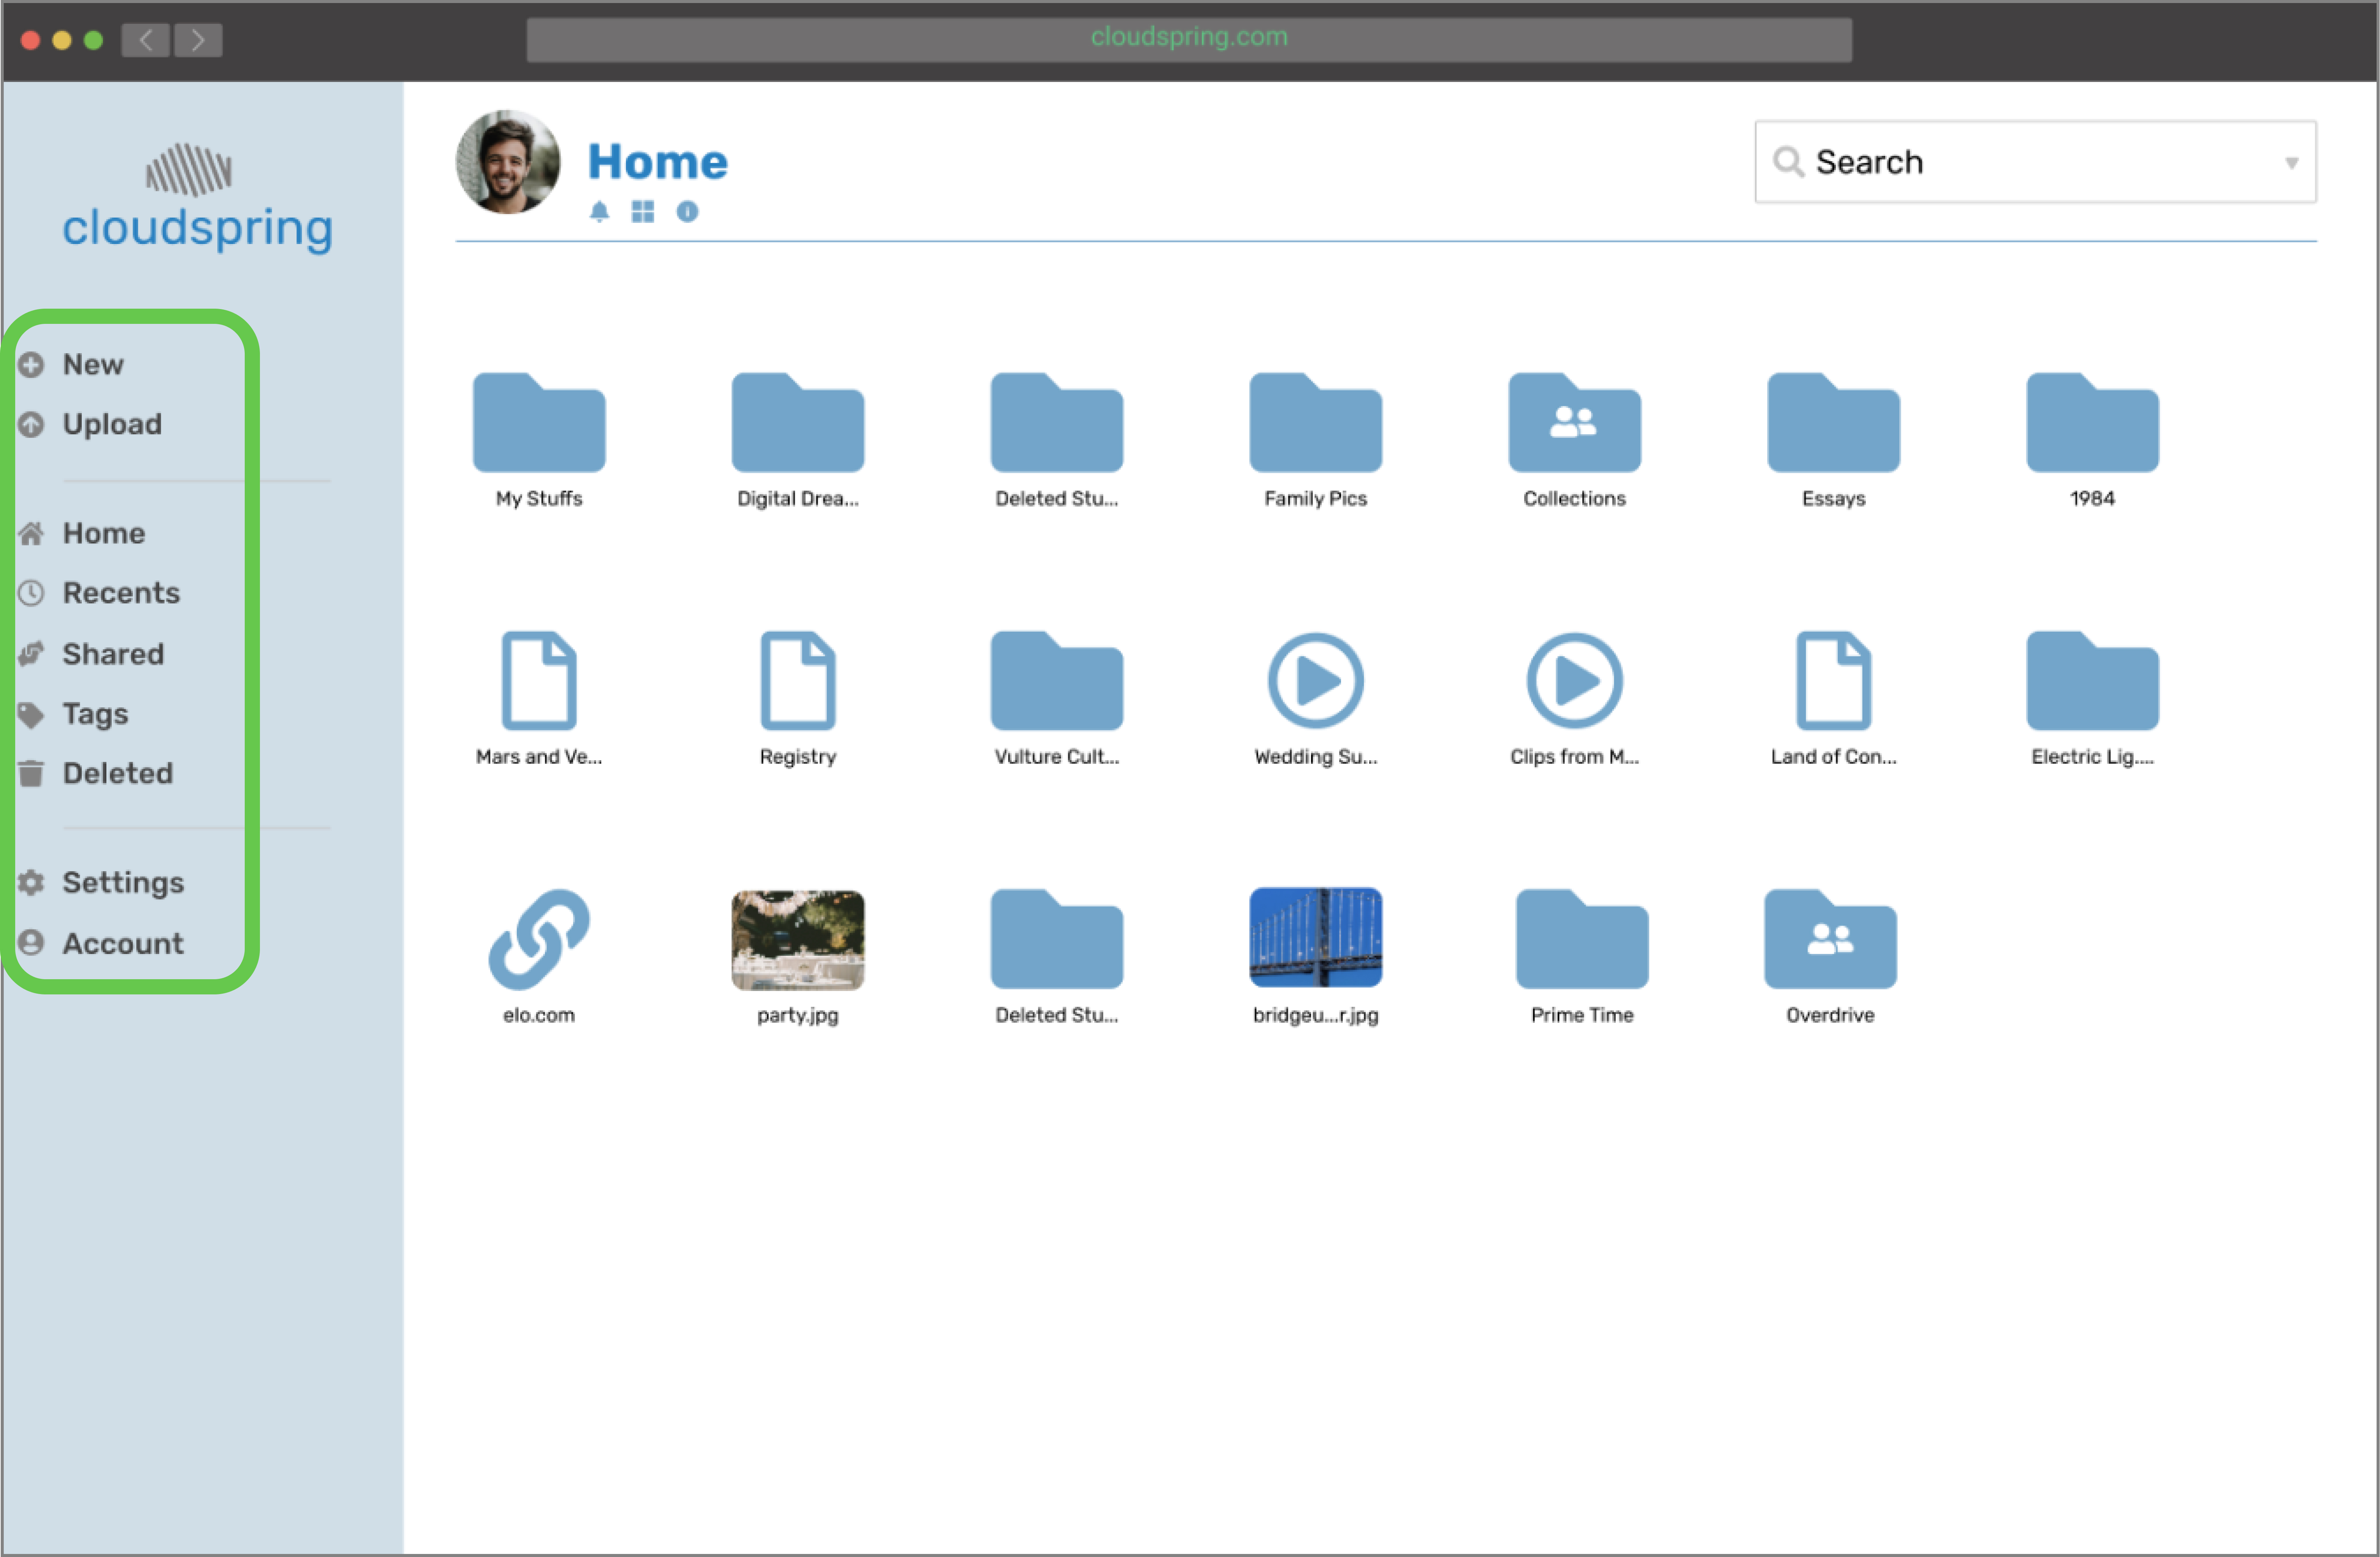 cloudspring.com
cloudspring
New
Upload
Home
Recents
Shared
Tags
Deleted
Settings
Account
Home
Search
My Stuffs
Digital Drea...
Deleted Stu...
Family Pics
Collections
Essays
1984
Mars and Ve...
Registry
Vulture Cult...
Wedding Su...
Clips from M...
Land of Con...
Electric Lig....
elo.com
party.jpg
Deleted Stu...
bridgeu...r.jpg
Prime Time
Overdrive